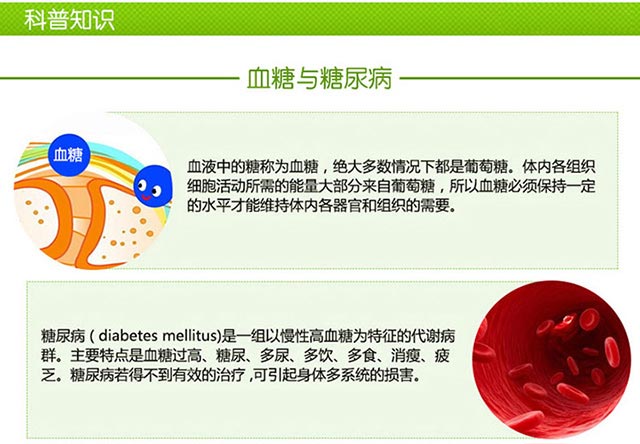 科普知识
血糖与糖尿病
血糖
血液中的糖称为血糖，绝大多数情况下都是葡萄糖。体内各组织
细胞活动所需的能量大部分来自葡萄糖，所以血糖必须保持一定
的水平才能维持体内各器官和组织的需要。
糖尿病 ( diabetes mellitus)是一组以慢性高血糖为特征的代谢病
群。主要特点是血糖过高、糖尿、多尿、多饮、多食、消瘦、疲
乏。糖尿病若得不到有效的治疗 ,可引起身体多系统的损害。